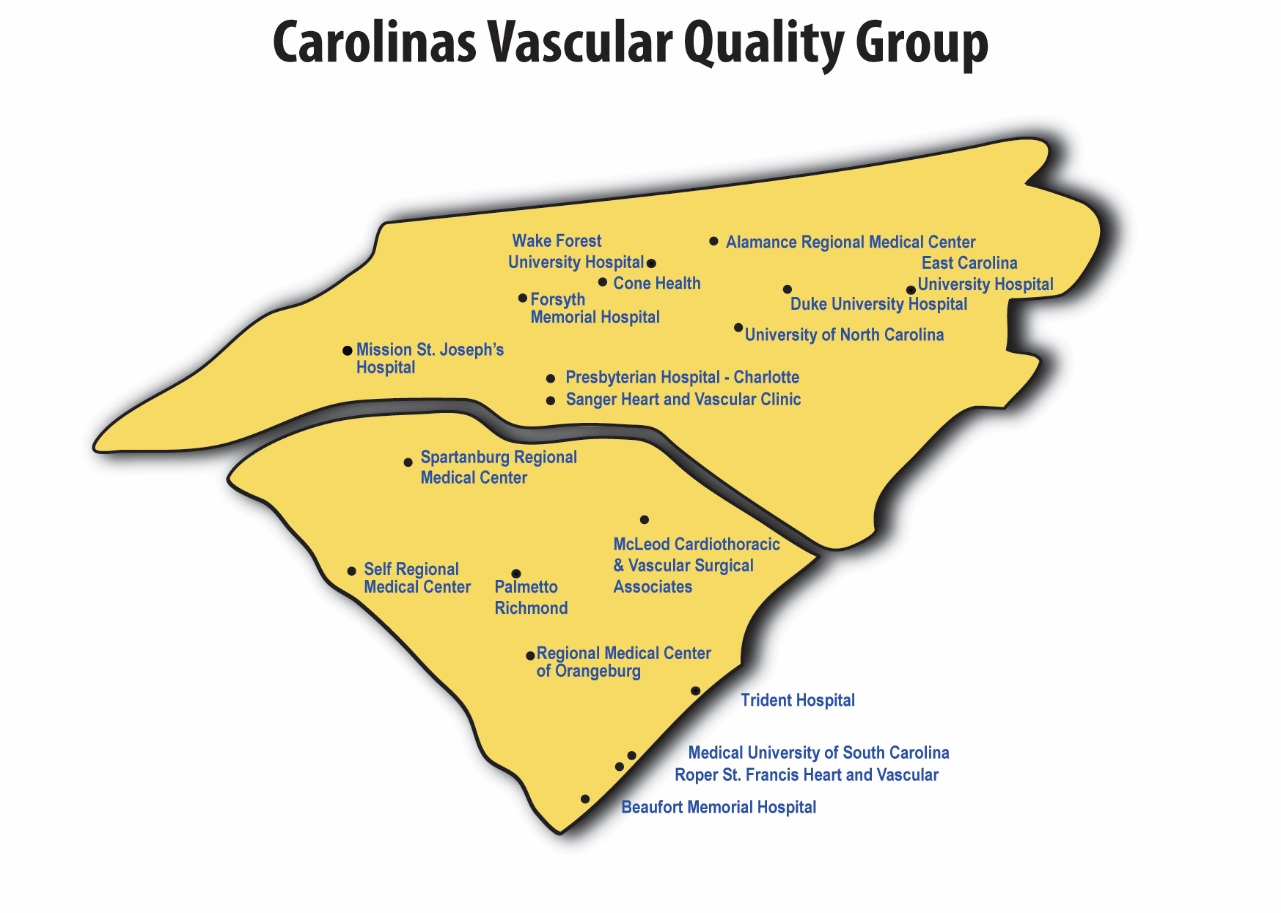 Carolinas Vascular Quality Group
Wake Forest
University Hospital
Alamance Regional Medical Center
East Carolina
University Hospital
Cone Health
Forsyth
Memorial Hospital
Duke University Hospital
University of North Carolina
Mission St. Joseph’s
Hospital
Presbyterian Hospital - Charlotte
Sanger Heart and Vascular Clinic
Spartanburg Regional
Medical Center
McLeod Cardiothoracic
& Vascular Surgical
Associates
Self Regional
Medical Center
Palmetto
Richmond
Regional Medical Center
of Orangeburg
Trident Hospital
Medical University of South Carolina
Roper St. Francis Heart and Vascular
Beaufort Memorial Hospital